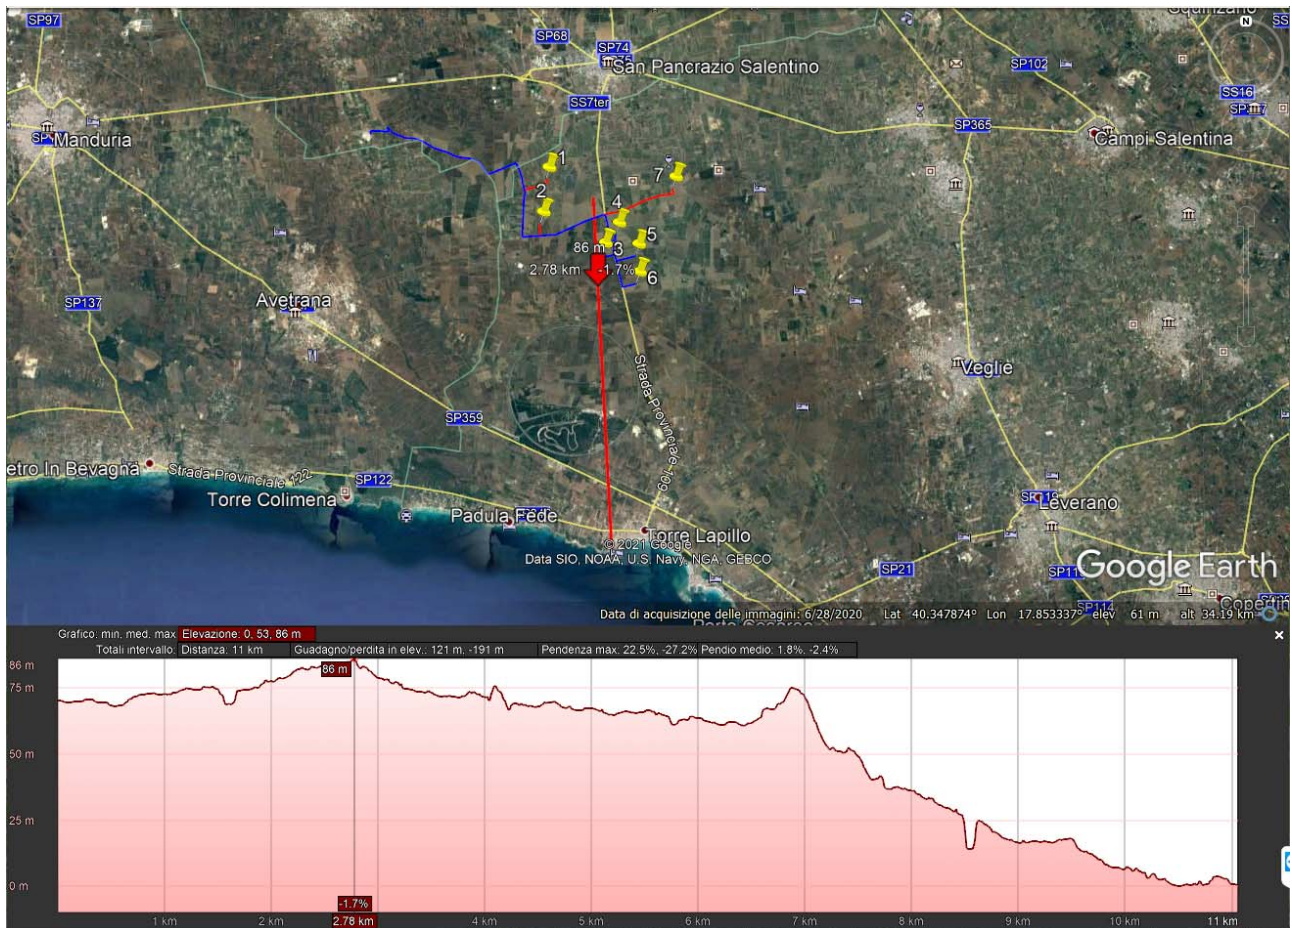 Squinzano
SP97
SP68
SP74
San Pancrazio Salentino
SP102
N
SS16
SS7ter
SP365
Manduria
Campi Salentina
1
2
7
4
3
5
6
86 m
2.78 km
-1.7%
SP137
Avetrana
Veglie
SP359
Strada Provinciale 109
etro In Bevagna
Strada Provinciale 122
SP122
Torre Colimena
Padula Fede
Torre Lapillo
Leverano
© 2021 Google
Data SIO, NOAA, U.S. Navy, NGA, GEBCO
SP21
Google Earth
SP114
Copertin
Data di acquisizione delle immagini: 6/28/2020 Lat 40.347874° Lon 17.853337° elev 61 m alt 34.19 km
Grafico: min. med. max Elevazione: 0, 53, 86 m
Totali intervallo: Distanza: 11 km Guadagno/perdita in elev.: 121 m, -191 m Pendenza max: 22.5%, -27.2% Pendio medio: 1.8%, -2.4%
86 m
86 m
75 m
50 m
25 m
0 m
-1.7%
1 km
2 km
2.78 km
4 km
5 km
6 km
7 km
8 km
9 km
10 km
11 km